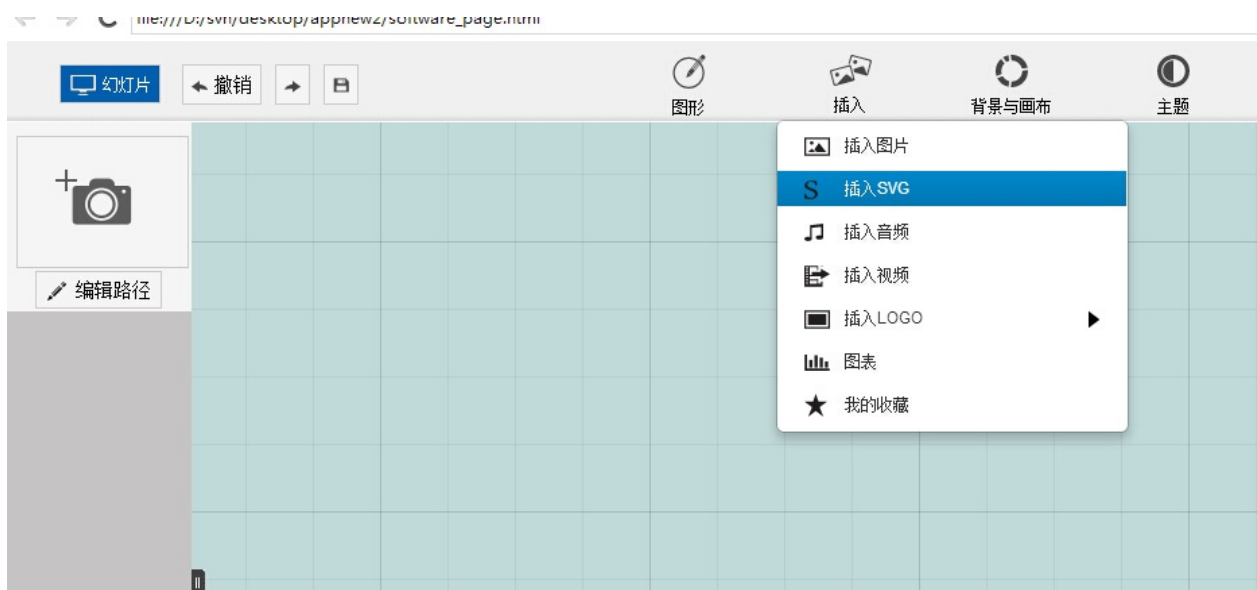 file:///D:/svn/desktop/appnew2/software_page.html
幻灯片 撤销
图形 插入 背景与画布 主题
插入图片
S 插入SVG
插入音频
插入视频
插入LOGO
图表
我的收藏
编辑路径